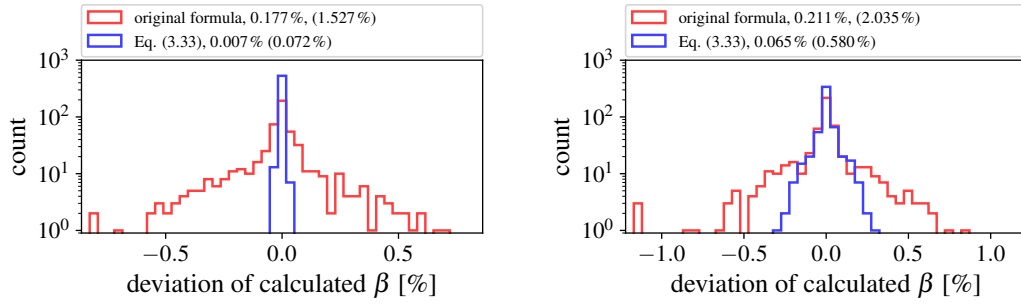 original formula, 0.177%, (1.527%)
Eq. (3.33), 0.007% (0.072%)
10³
10²
10¹
10⁰
count
−0.5
0.0
0.5
deviation of calculated β [%]
original formula, 0.211%, (2.035%)
Eq. (3.33), 0.065% (0.580%)
10³
10²
10¹
10⁰
count
−1.0
−0.5
0.0
0.5
1.0
deviation of calculated β [%]